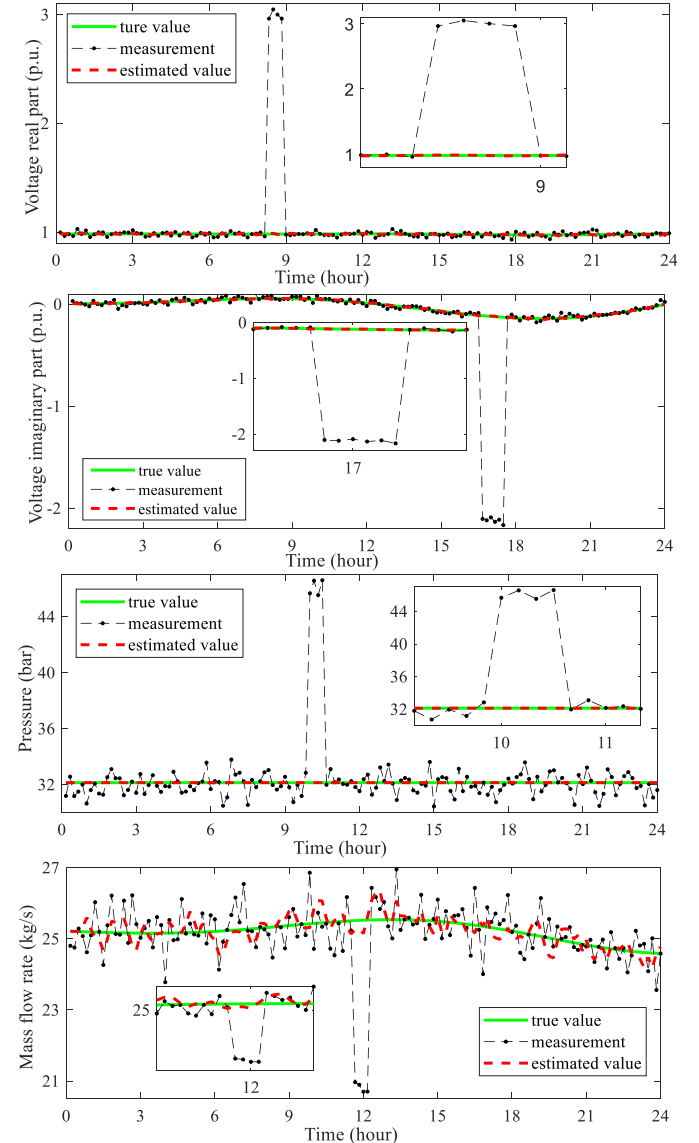 3
2
1
Voltage real part (p.u.)
ture value
measurement
estimated value
3
2
1
9
0 3 6 9 12 15 18 21 24
Time (hour)
0
-1
-2
Voltage imaginary part (p.u.)
0
-1
-2
17
true value
measurement
estimated value
0 3 6 9 12 15 18 21 24
Time (hour)
44
40
36
32
Pressure (bar)
true value
measurement
estimated value
44
40
36
32
10 11
0 3 6 9 12 15 18 21 24
Time (hour)
27
25
23
21
Mass flow rate (kg/s)
25
12
true value
measurement
estimated value
0 3 6 9 12 15 18 21 24
Time (hour)